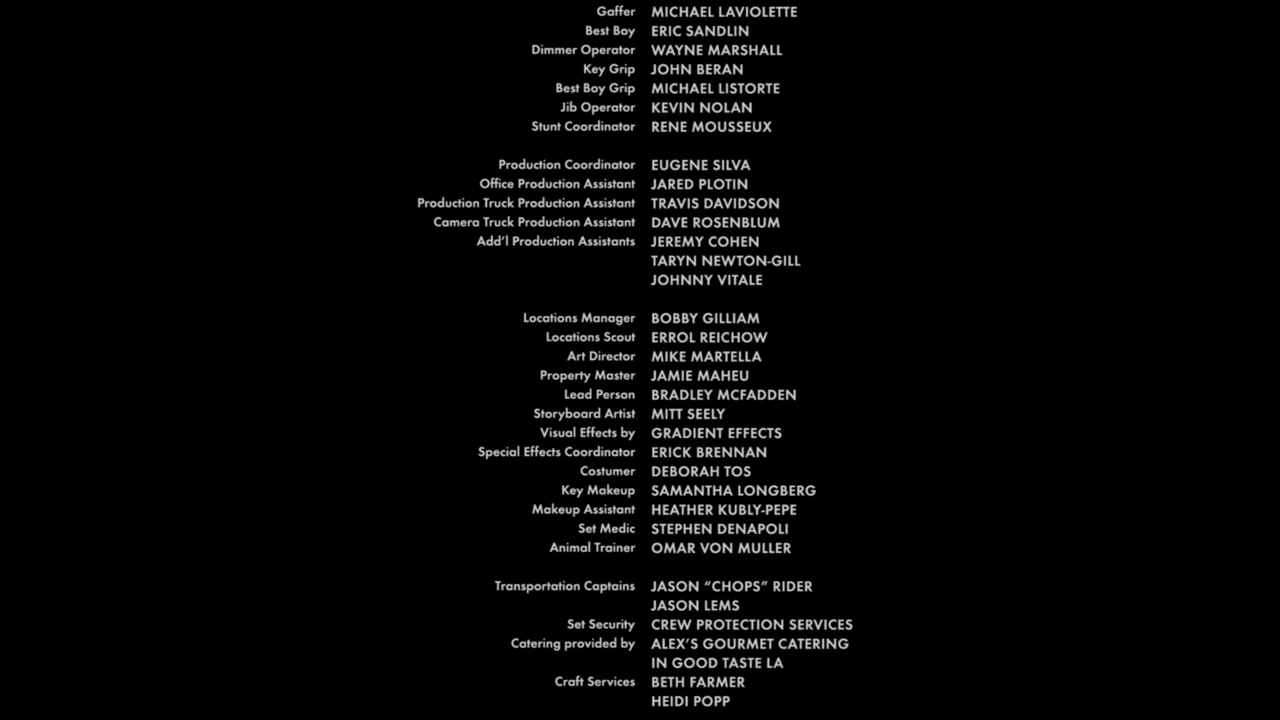 Gaffer MICHAEL LAVIOLETTE
Best Boy ERIC SANDLIN
Dimmer Operator WAYNE MARSHALL
Key Grip JOHN BERAN
Best Boy Grip MICHAEL LISTORTE
Jib Operator KEVIN NOLAN
Stunt Coordinator RENE MOUSSEUX
Production Coordinator EUGENE SILVA
Office Production Assistant JARED PLOTIN
Production Truck Production Assistant TRAVIS DAVIDSON
Camera Truck Production Assistant DAVE ROSENBLUM
Add'l Production Assistants JEREMY COHEN
TARYN NEWTON-GILL
JOHNNY VITALE
Locations Manager BOBBY GILLIAM
Locations Scout ERROL REICHOW
Art Director MIKE MARTELLA
Property Master JAMIE MAHEU
Lead Person BRADLEY MCFADDEN
Storyboard Artist MITT SEELY
Visual Effects by GRADIENT EFFECTS
Special Effects Coordinator ERICK BRENNAN
Costumer DEBORAH TOS
Key Makeup SAMANTHA LONGBERG
Makeup Assistant HEATHER KUBLY-PEPE
Set Medic STEPHEN DENAPOLI
Animal Trainer OMAR VON MULLER
Transportation Captains JASON “CHOPS” RIDER
JASON LEMS
Set Security CREW PROTECTION SERVICES
Catering provided by ALEX'S GOURMET CATERING
IN GOOD TASTE LA
Craft Services BETH FARMER
HEIDI POPP